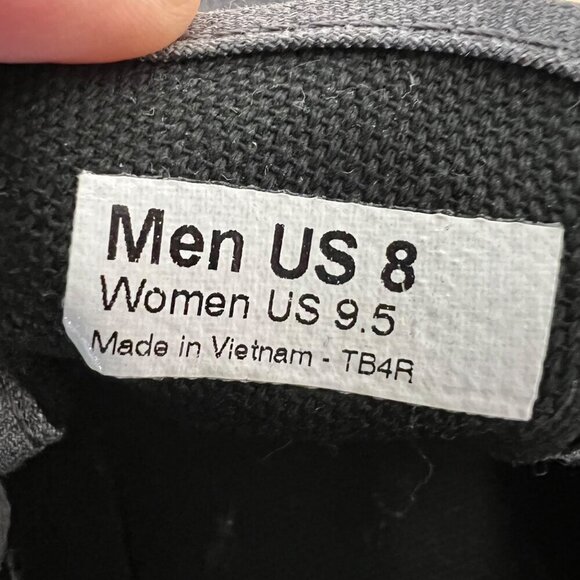 Men US 8
Women US 9.5
Made in Vietnam - TB4R